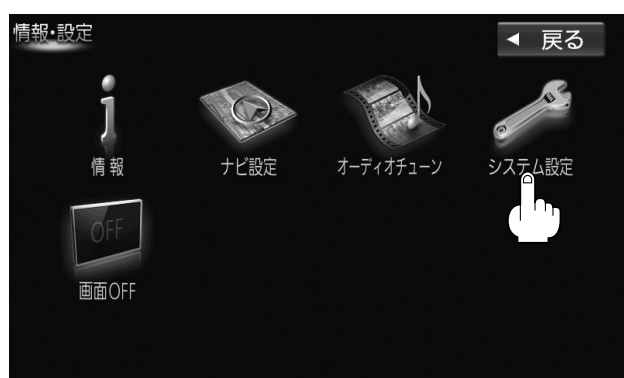 情報・設定
◀ 戻る
情報
ナビ設定
オーディオチューン
システム設定
OFF
画面OFF